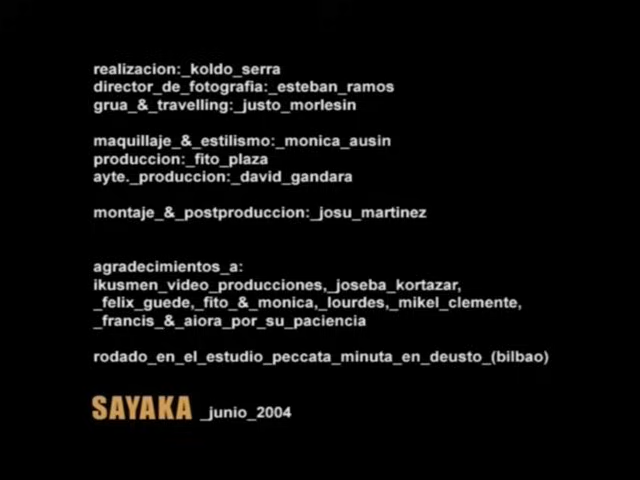 realizacion:_koldo_serra
director_de_fotografia:_esteban_ramos
grua_&_travelling:_justo_morlesin
maquillaje_&_estilismo:_monica_ausin
produccion:_fito_plaza
ayte._produccion:_david_gandara
montaje_&_postproduccion:_josu_martinez
agradecimientos_a:
ikusmen_video_producciones,_joseba_kortazar,
_felix_guede,_fito_&_monica,_lourdes,_mikel_clemente,
_francis_&_aiora_por_su_paciencia
rodado_en_el_estudio_peccata_minuta_en_deusto_(bilbao)
SAYAKA _junio_2004